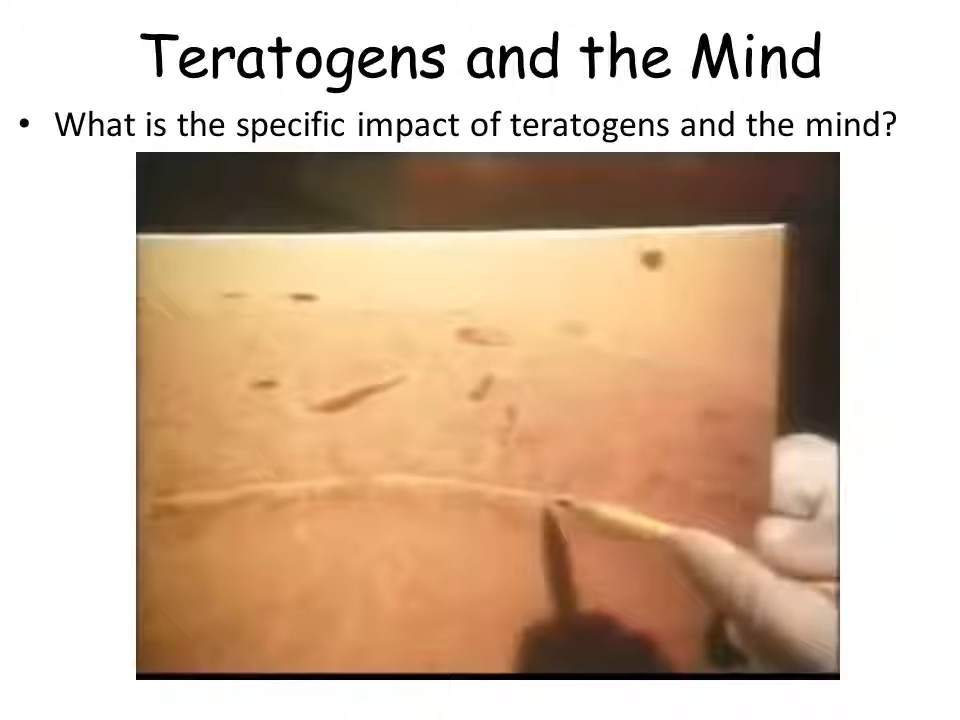 Teratogens and the Mind
• What is the specific impact of teratogens and the mind?